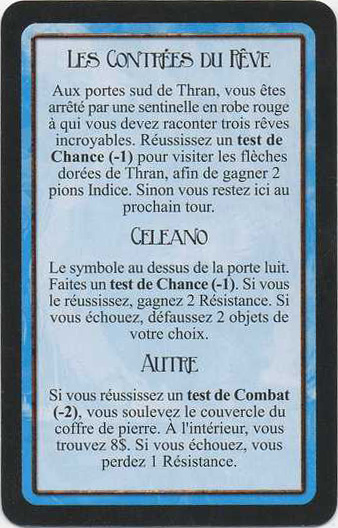 LES CONTRÉES DU RÊVE
Aux portes sud de Thran, vous êtes
arrêté par une sentinelle en robe rouge
à qui vous devez raconter trois rêves
incroyables. Réussissez un test de
Chance (-1) pour visiter les flèches
dorées de Thran, afin de gagner 2
pions Indice. Sinon vous restez ici au
prochain tour.
CELEANO
Le symbole au dessus de la porte luit.
Faites un test de Chance (-1). Si vous
le réussissez, gagnez 2 Résistance. Si
vous échouez, défaussez 2 objets de
votre choix.
AUTRE
Si vous réussissez un test de Combat
(-2), vous soulevez le couvercle du
coffre de pierre. À l'intérieur, vous
trouvez 8$. Si vous échouez, vous
perdez 1 Résistance.